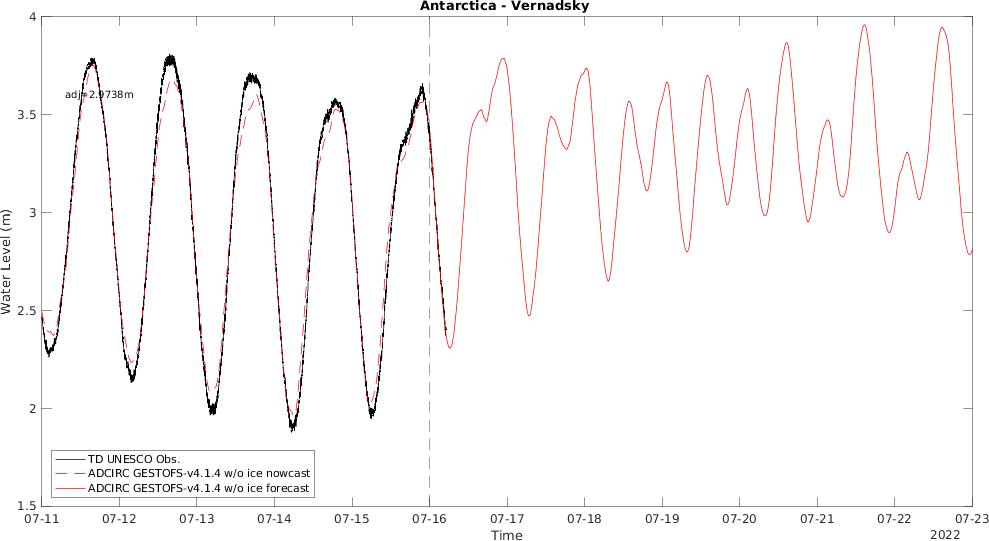 Antarctica - Vernadsky
4
3.5
3
2.5
2
1.5
Water Level (m)
adj=2.9738m
TD UNESCO Obs.
ADCIRC GESTOFS-v4.1.4 w/o ice nowcast
ADCIRC GESTOFS-v4.1.4 w/o ice forecast
07-11 07-12 07-13 07-14 07-15 07-16 07-17 07-18 07-19 07-20 07-21 07-22 07-23
Time
2022